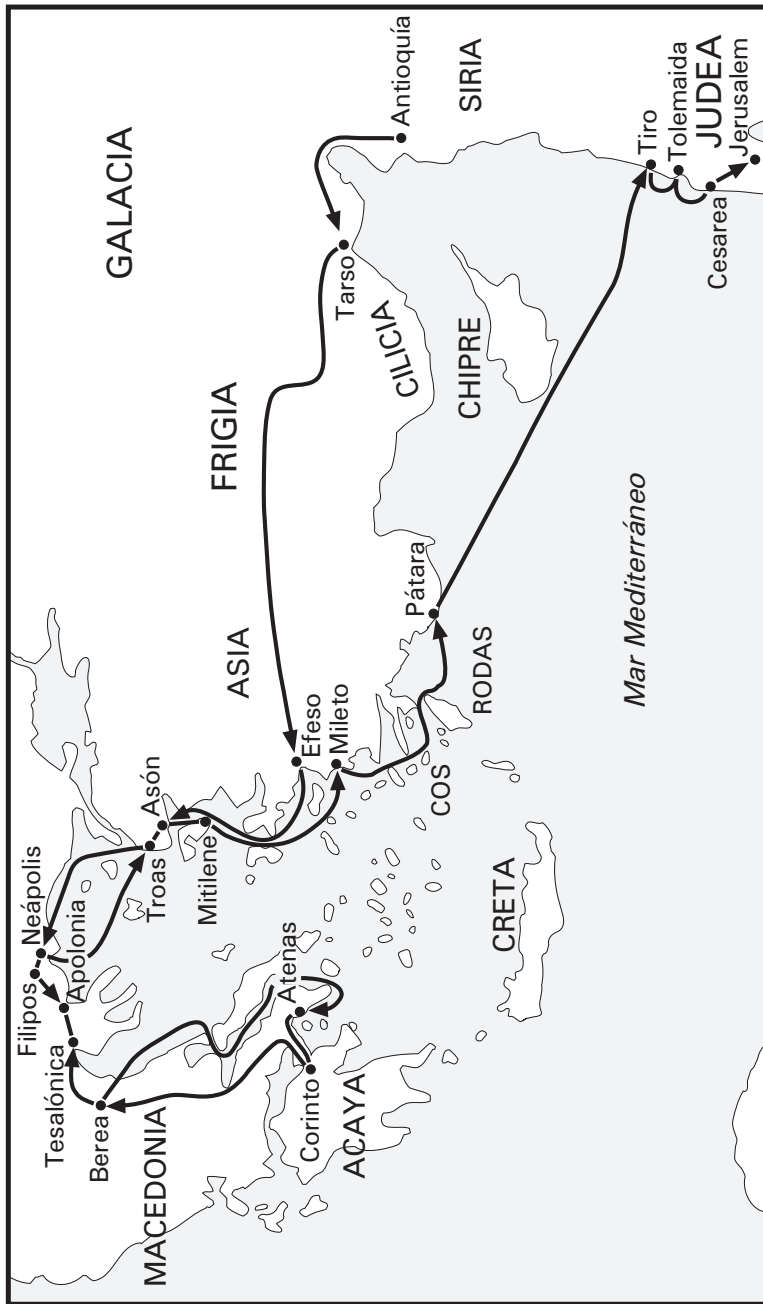 GALACIA
Antioquía
SIRIA
Tarso
CILICIA
FRIGIA
CHIPRE
Tiro
Tolemaida
JUDEA
Jerusalem
Cesarea
ASIA
Pátara
Mar Mediterráneo
Efeso
Mileto
RODAS
COS
Asón
Troas
Mitilene
CRETA
Neápolis
Filipos
Apolonia
Tesalónica
Berea
MACEDONIA
Atenas
Corinto
ACAYA